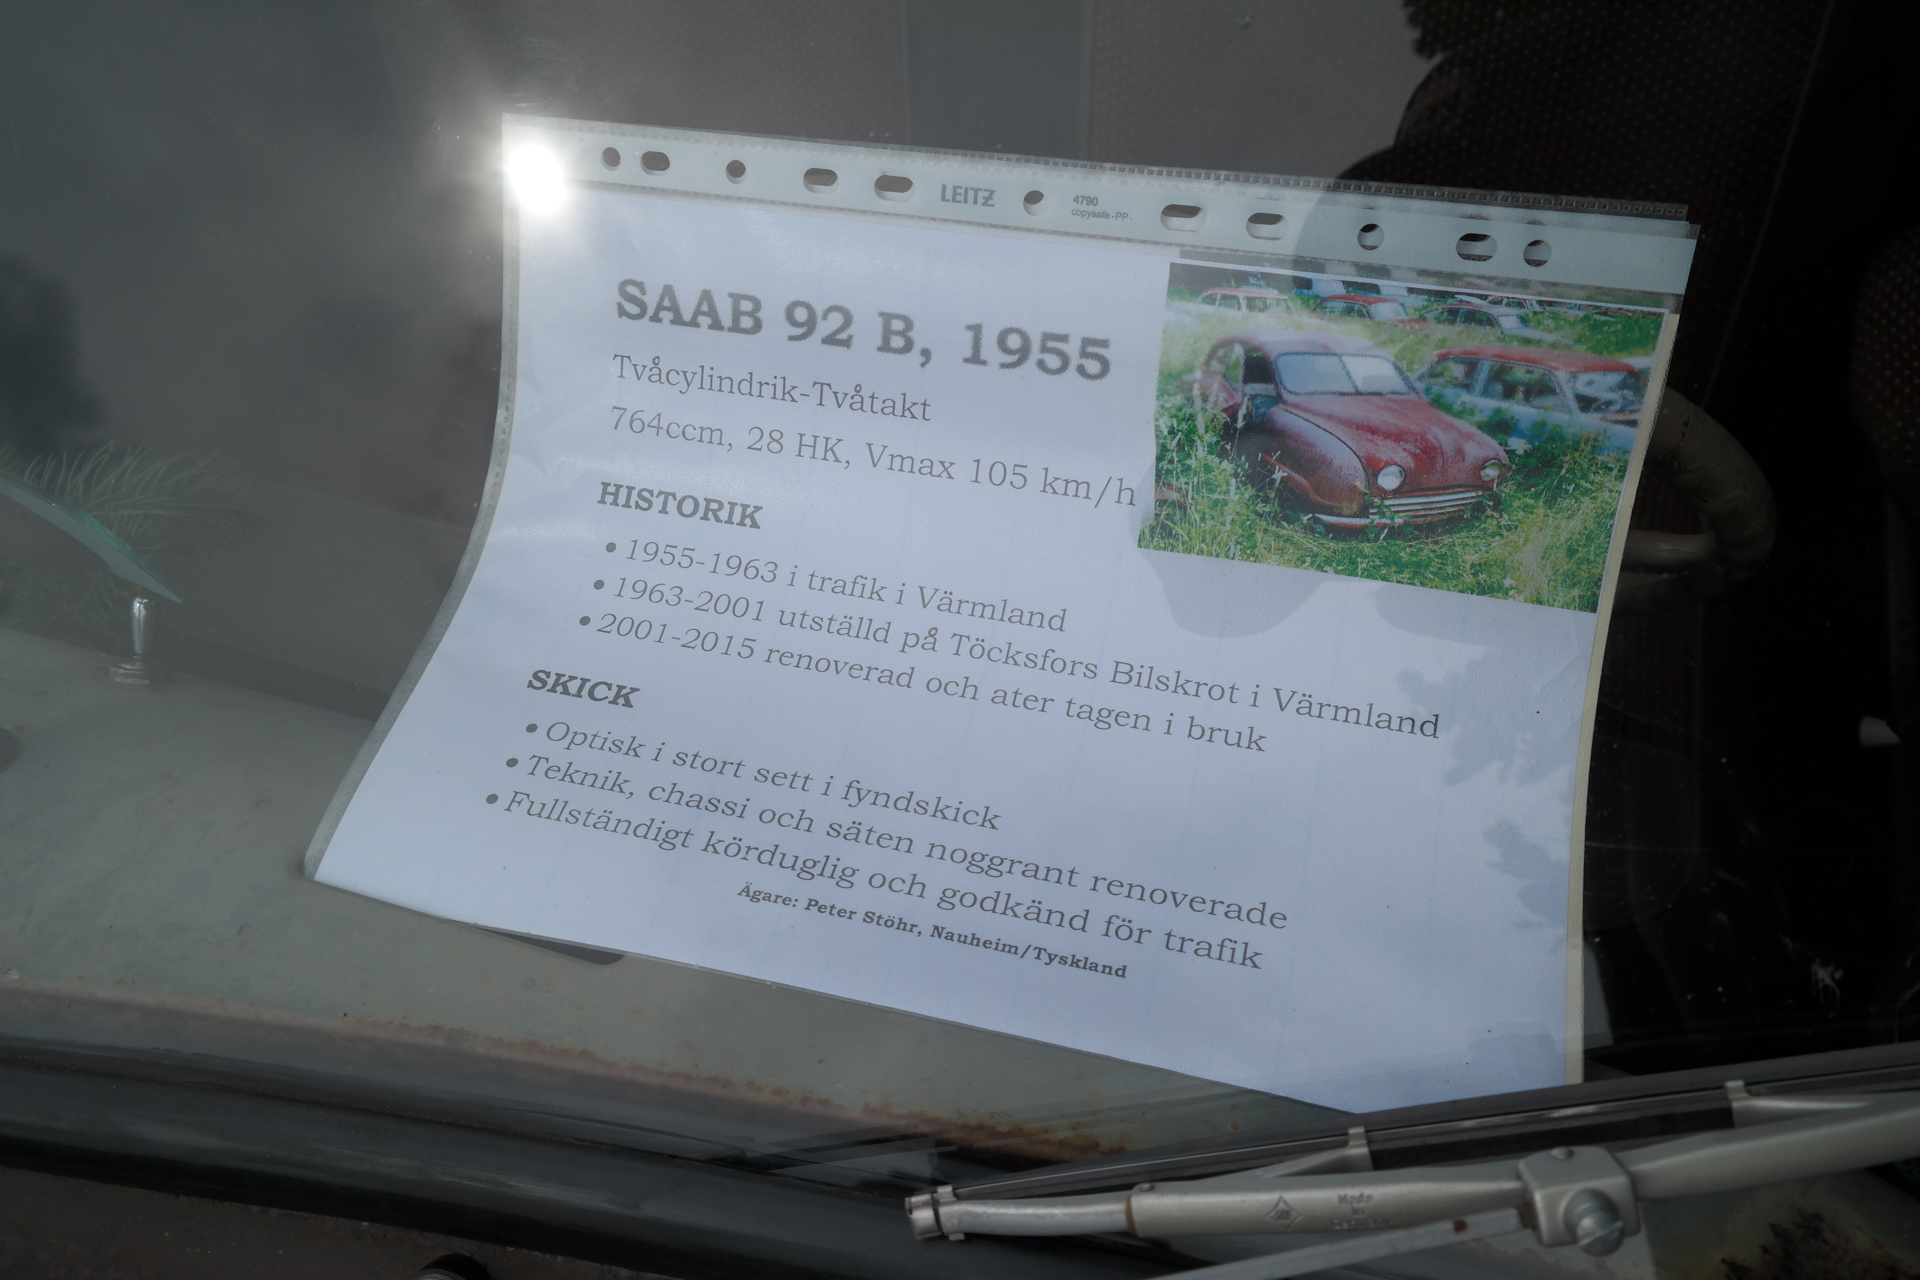 LEITZ
4790
copysafe · PP ·
SAAB 92 B, 1955
Tvåcylindrik-Tvåtakt
764ccm, 28 HK, Vmax 105 km/h
HISTORIK
• 1955-1963 i trafik i Värmland
• 1963-2001 utställd på Töcksfors Bilskrot i Värmland
• 2001-2015 renoverad och ater tagen i bruk
SKICK
• Optisk i stort sett i fyndskick
• Teknik, chassi och säten noggrant renoverade
• Fullständigt körduglig och godkänd för trafik
Ägare: Peter Stöhr, Nauheim/Tyskland
Made
in